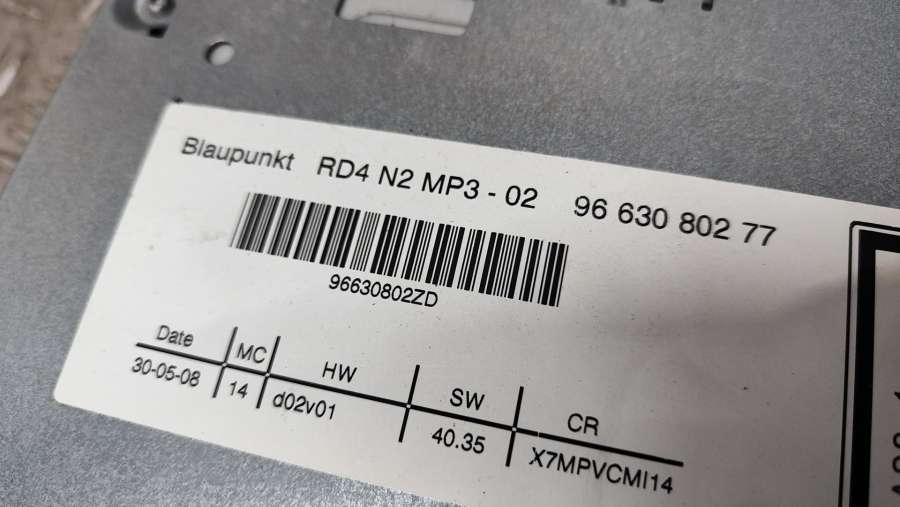 Blaupunkt RD4 N2 MP3 - 02 96 630 802 77
96630802ZD
Date MC HW SW CR
30-05-08 14 d02v01 40.35 X7MPVCMI14